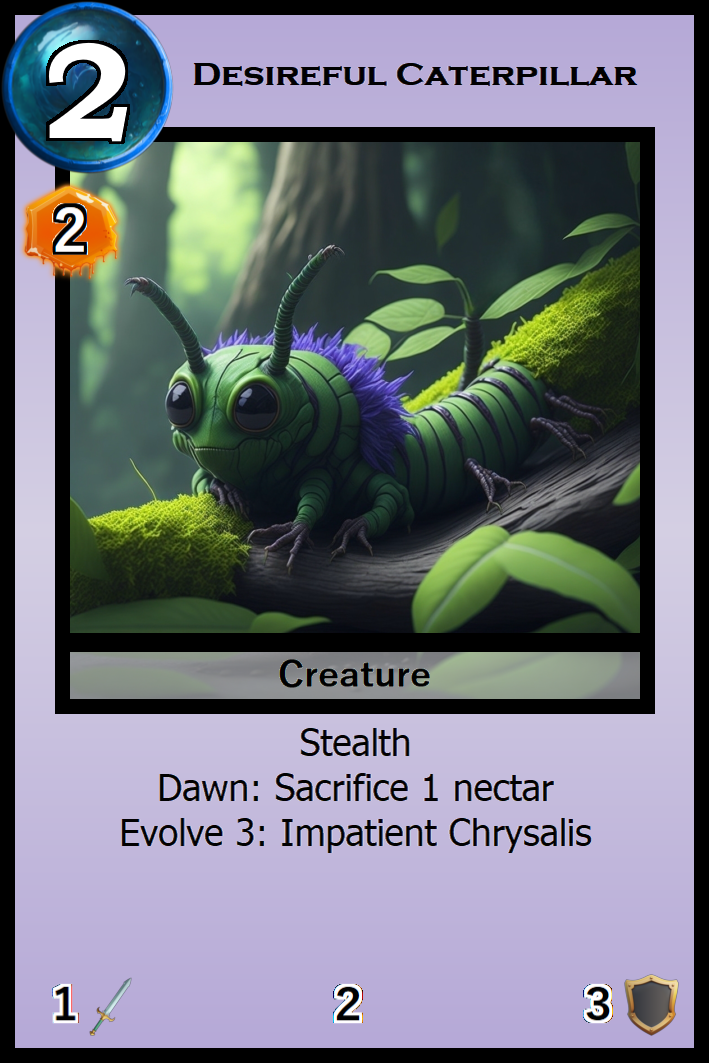 2
Desireful Caterpillar
2
Creature
Stealth
Dawn: Sacrifice 1 nectar
Evolve 3: Impatient Chrysalis
1 2 3